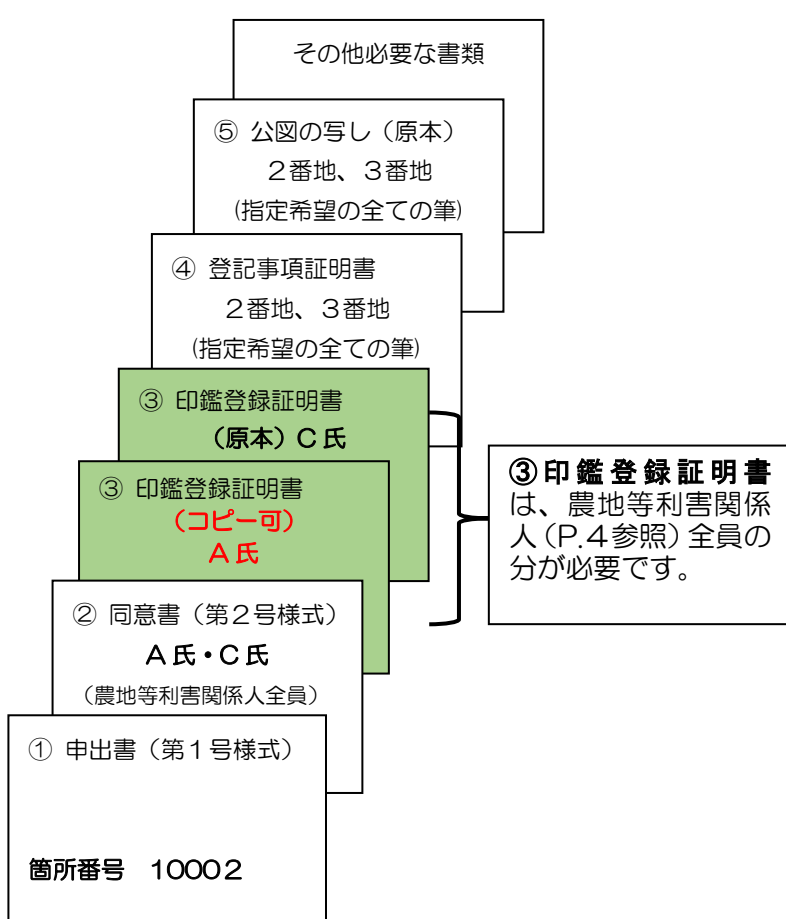 その他必要な書類
⑤ 公図の写し（原本）
２番地、３番地
(指定希望の全ての筆)
④ 登記事項証明書
２番地、３番地
(指定希望の全ての筆)
③ 印鑑登録証明書
（原本）Ｃ氏
③ 印鑑登録証明書
（コピー可）
Ａ氏
③印鑑登録証明書
は、農地等利害関係
人（P.４参照）全員の
分が必要です。
② 同意書（第２号様式）
Ａ氏・Ｃ氏
（農地等利害関係人全員）
① 申出書（第１号様式）
箇所番号　１０００２